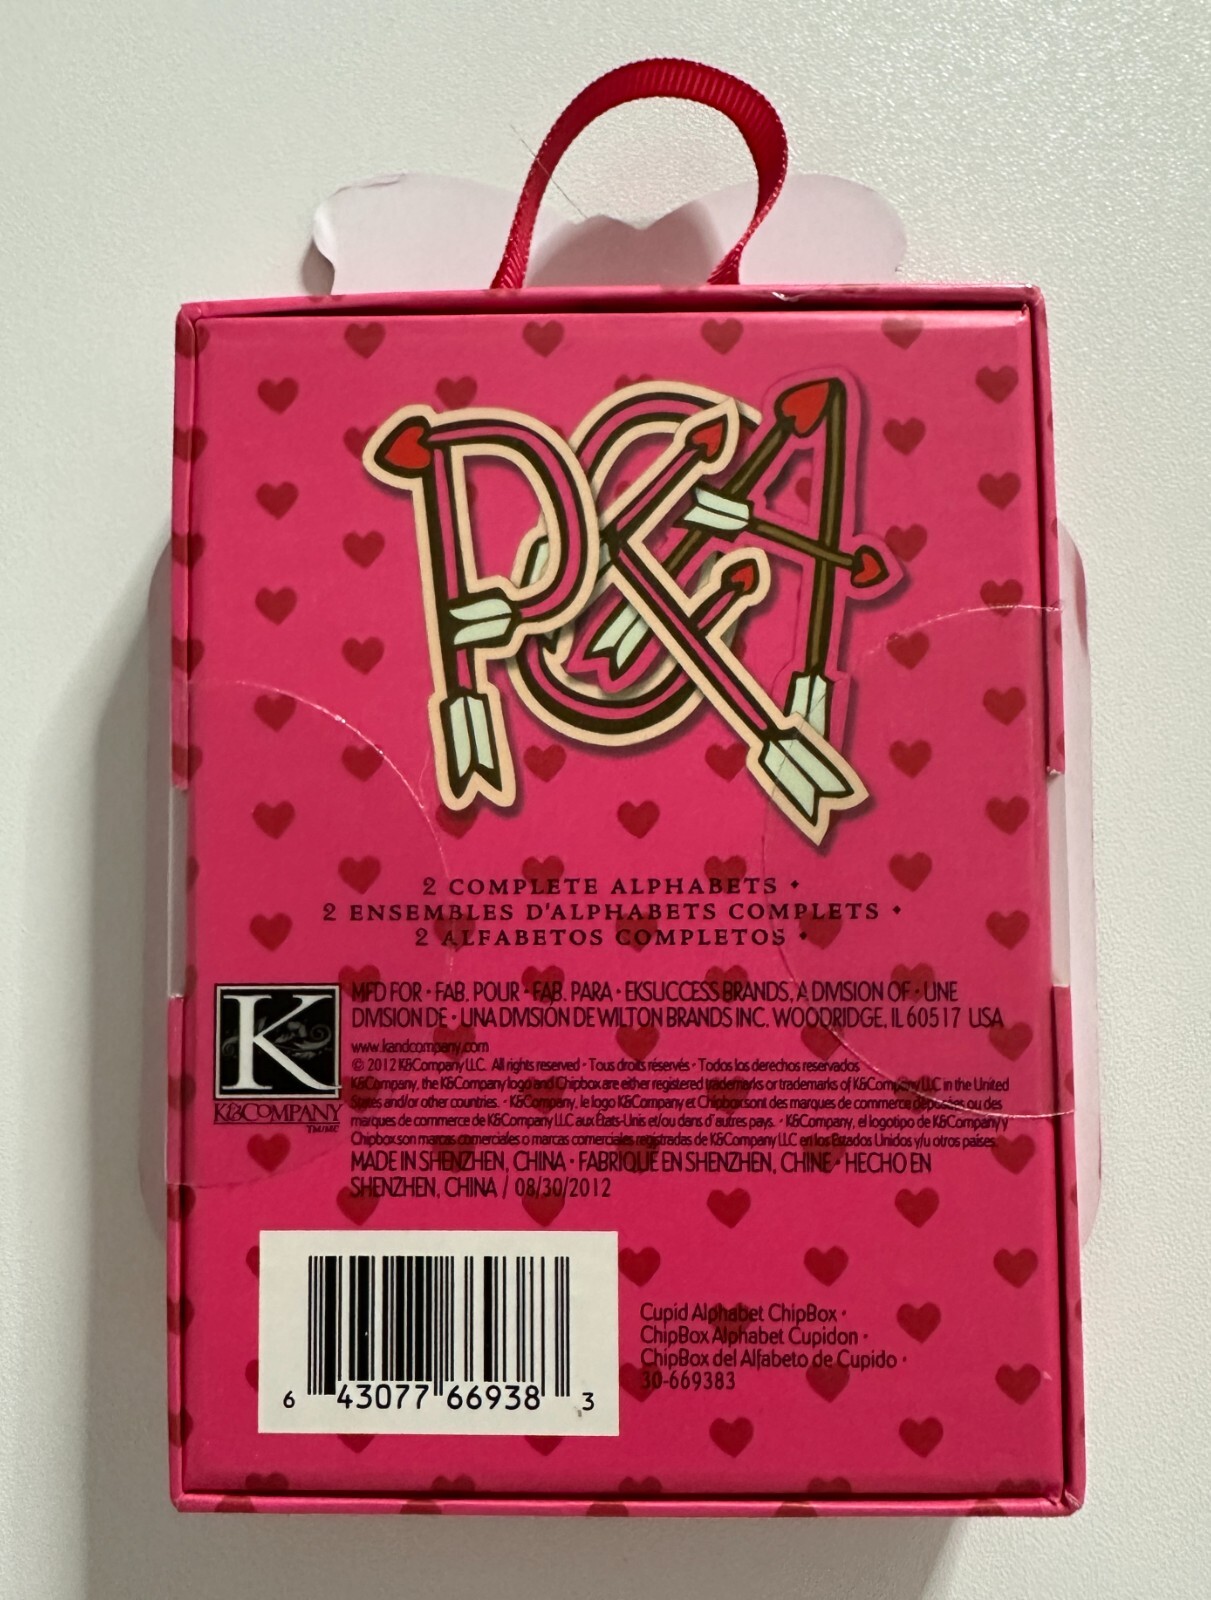 P G K A
2 COMPLETE ALPHABETS •
2 ENSEMBLES D'ALPHABETS COMPLETS •
2 ALFABETOS COMPLETOS •
K
K&COMPANY
TM/MC
MFD FOR • FAB. POUR • FAB. PARA • EKSUCCESS BRANDS, A DIVISION OF • UNE
DIVISION DE • UNA DIVISIÓN DE WILTON BRANDS INC. WOODRIDGE, IL 60517 USA
www.kandcompany.com
© 2012 K&Company LLC. All rights reserved • Tous droits réservés • Todos los derechos reservados
K&Company, the K&Company logo and Chipbox are either registered trademarks or trademarks of K&Company LLC in the United
States and/or other countries. • K&Company, le logo K&Company et Chipbox sont des marques de commerce déposées ou des
marques de commerce de K&Company LLC aux États-Unis et/ou dans d'autres pays. • K&Company, el logotipo de K&Company y
Chipbox son marcas comerciales o marcas comerciales registradas de K&Company LLC en los Estados Unidos y/u otros países.
MADE IN SHENZHEN, CHINA • FABRIQUÉ EN SHENZHEN, CHINE • HECHO EN
SHENZHEN, CHINA / 08/30/2012
6 43077 66938 3
Cupid Alphabet ChipBox •
ChipBox Alphabet Cupidon •
ChipBox del Alfabeto de Cupido •
30-669383